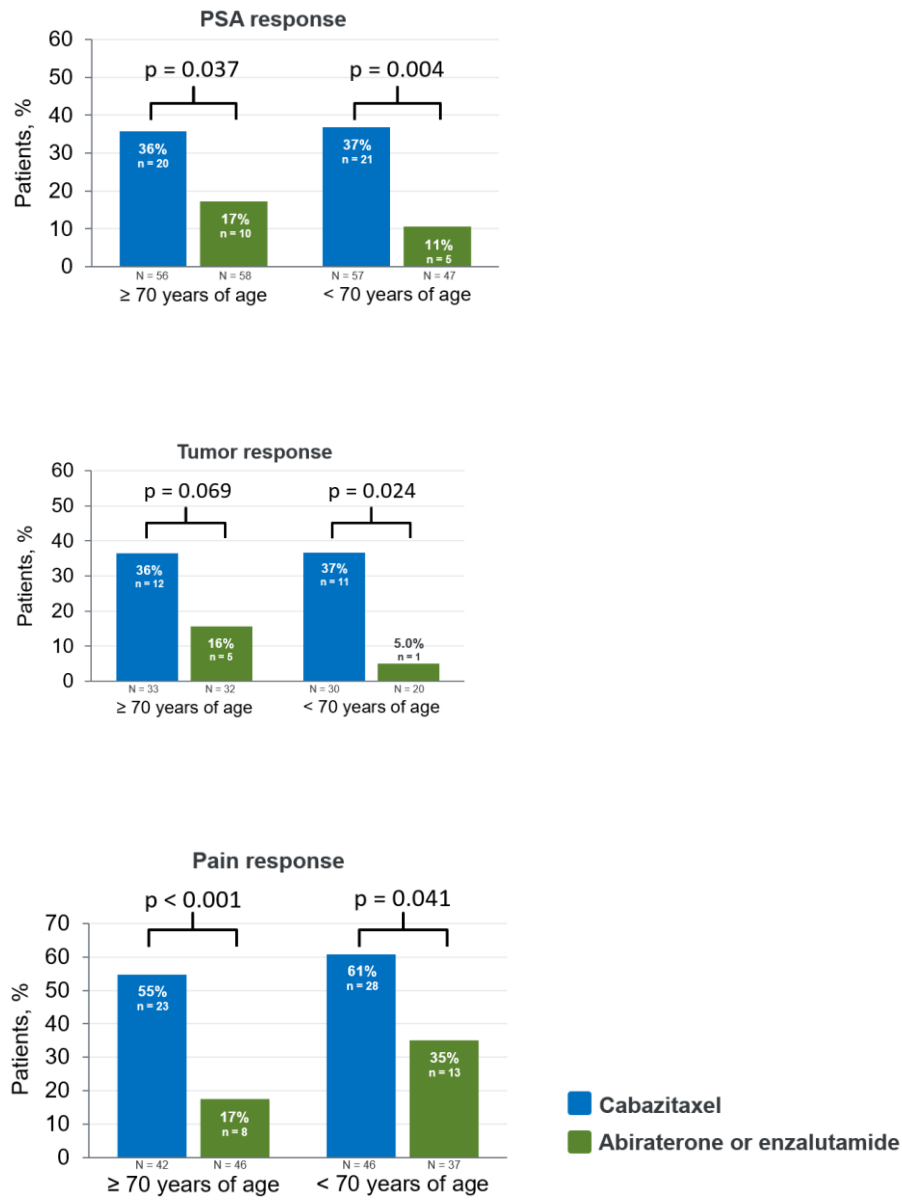 PSA response
60
50
40
30
20
10
0
Patients, %
p = 0.037
p = 0.004
36%
n = 20
17%
n = 10
37%
n = 21
11%
n = 5
N = 56
N = 58
N = 57
N = 47
≥ 70 years of age
< 70 years of age
Tumor response
60
50
40
30
20
10
0
Patients, %
p = 0.069
p = 0.024
36%
n = 12
16%
n = 5
37%
n = 11
5.0%
n = 1
N = 33
N = 32
N = 30
N = 20
≥ 70 years of age
< 70 years of age
Pain response
70
60
50
40
30
20
10
0
Patients, %
p < 0.001
p = 0.041
55%
n = 23
17%
n = 8
61%
n = 28
35%
n = 13
N = 42
N = 46
N = 46
N = 37
≥ 70 years of age
< 70 years of age
Cabazitaxel
Abiraterone or enzalutamide